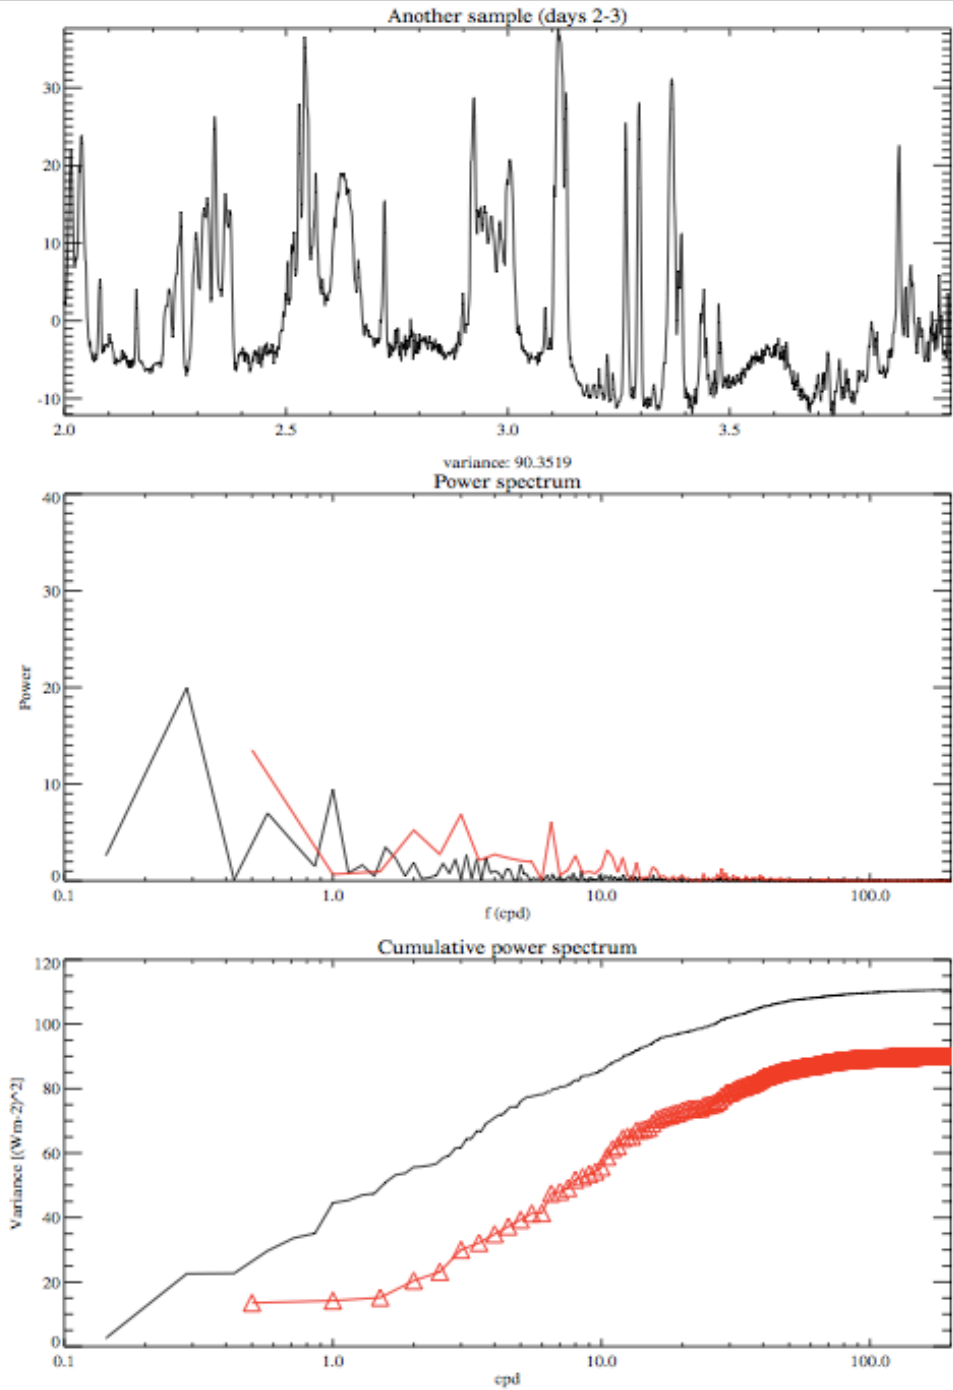 Another sample (days 2-3)
30
20
10
0
-10
2.0 2.5 3.0 3.5
variance: 90.3519
Power spectrum
40
30
20
10
0
Power
0.1 1.0 10.0 100.0
f (cpd)
Cumulative power spectrum
120
100
80
60
40
20
0
Variance [(Wm-2)^2]
0.1 1.0 10.0 100.0
cpd